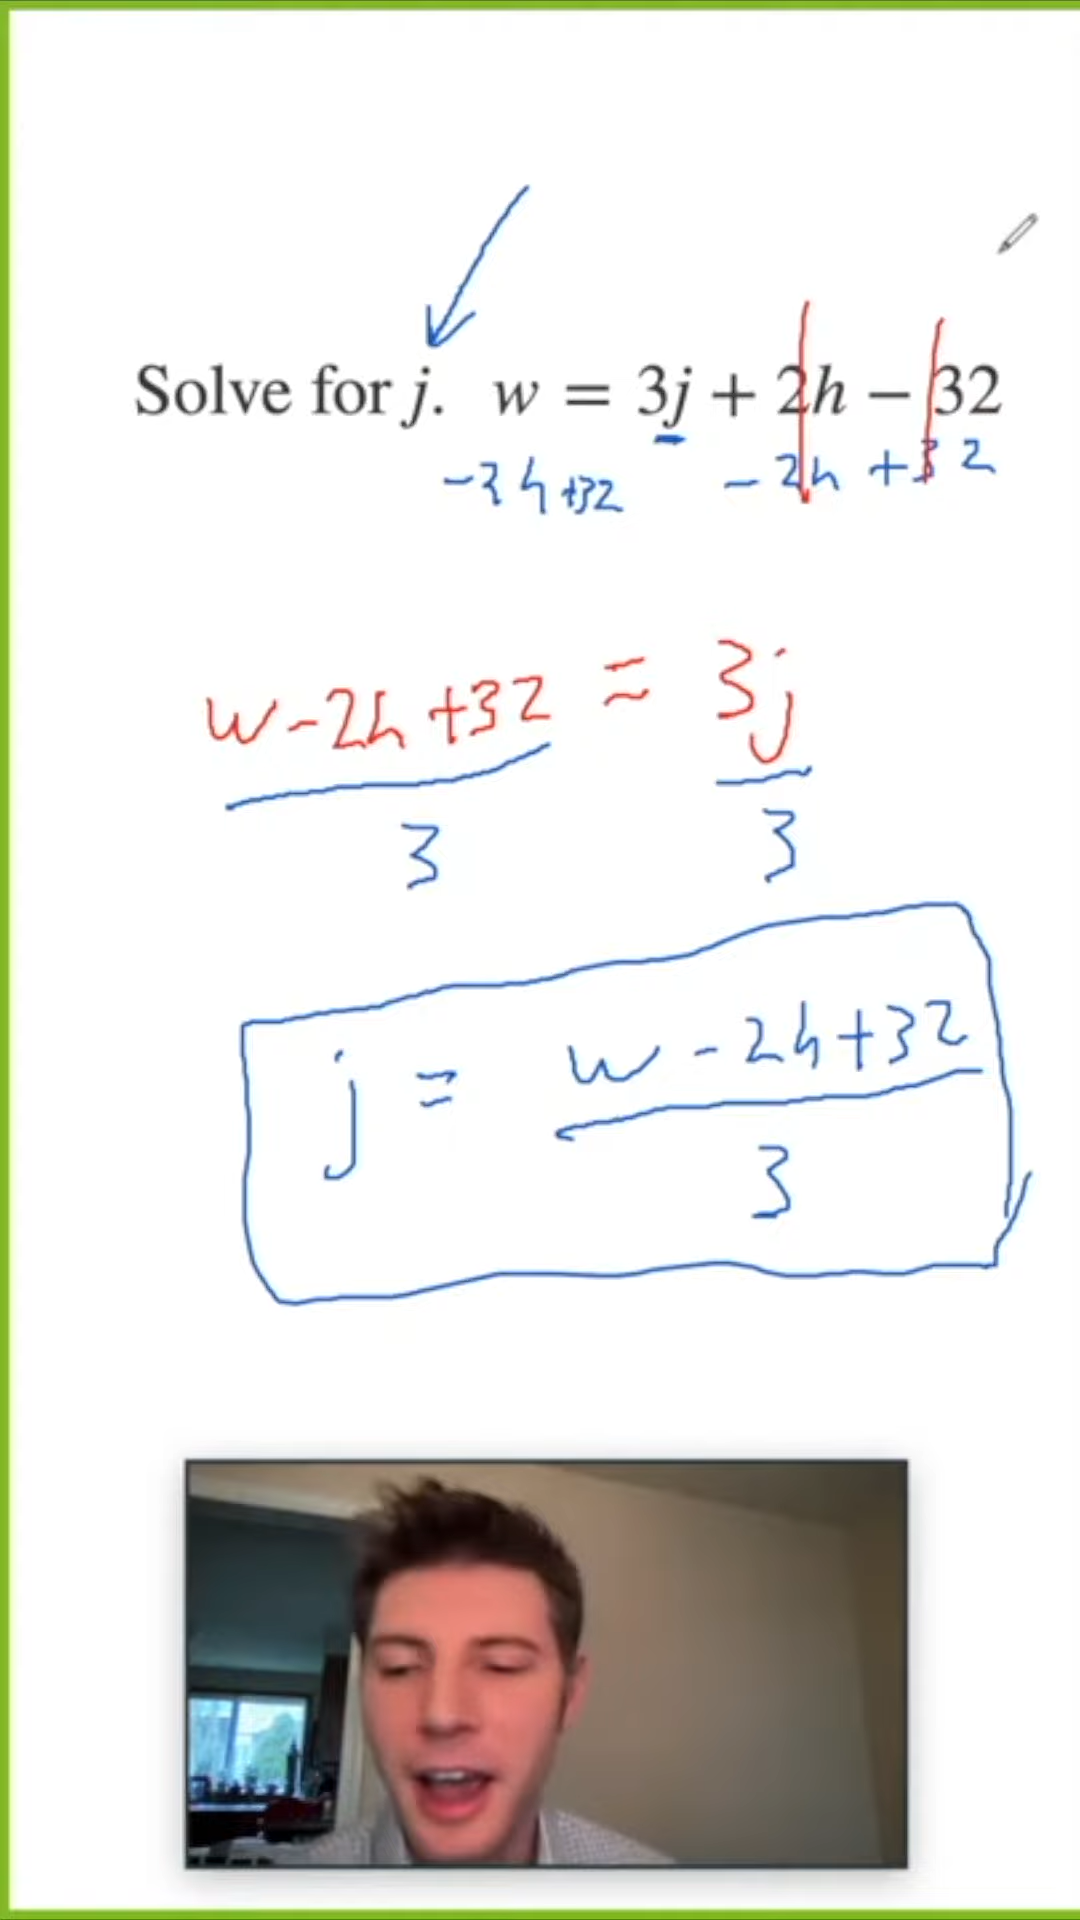 Solve for j. w = 3j + 2h − 32
-2h +32 - 2h + 32
w - 2h + 32 = 3j
3 3
j = w - 2h + 32
3